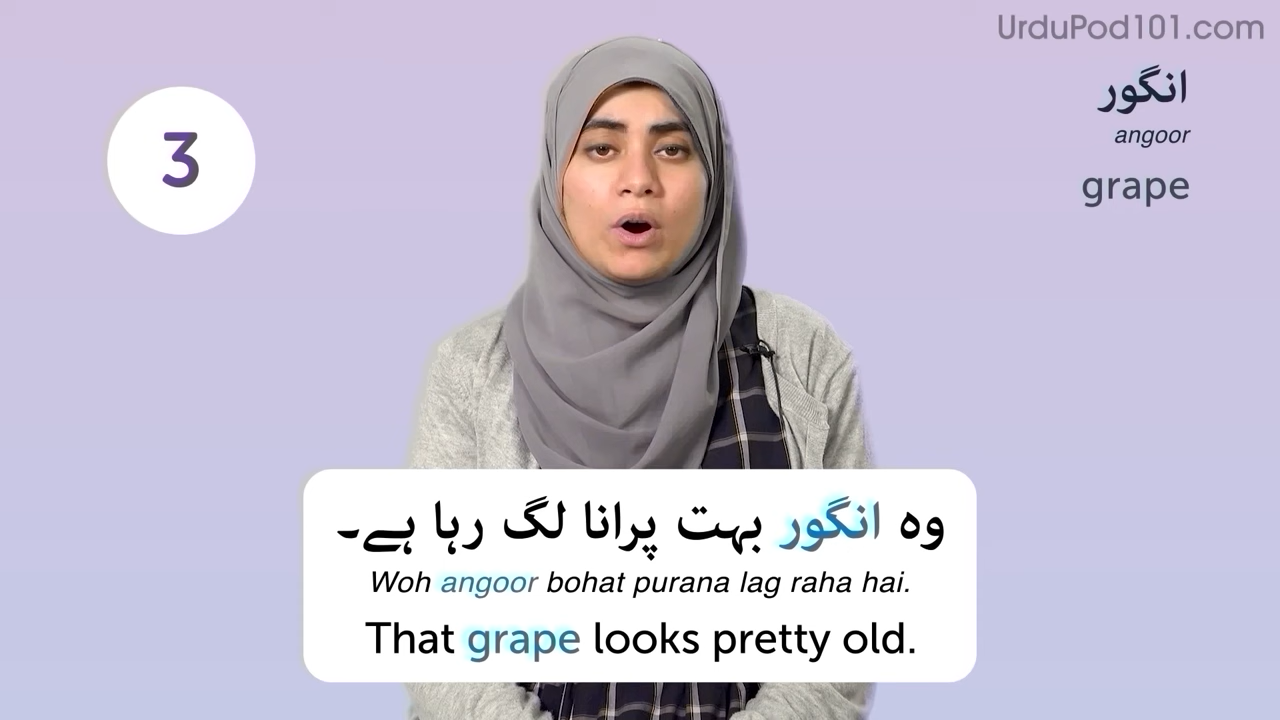 UrduPod101.com
3
انگور
angoor
grape
وہ انگور بہت پرانا لگ رہا ہے۔
Woh angoor bohat purana lag raha hai.
That grape looks pretty old.